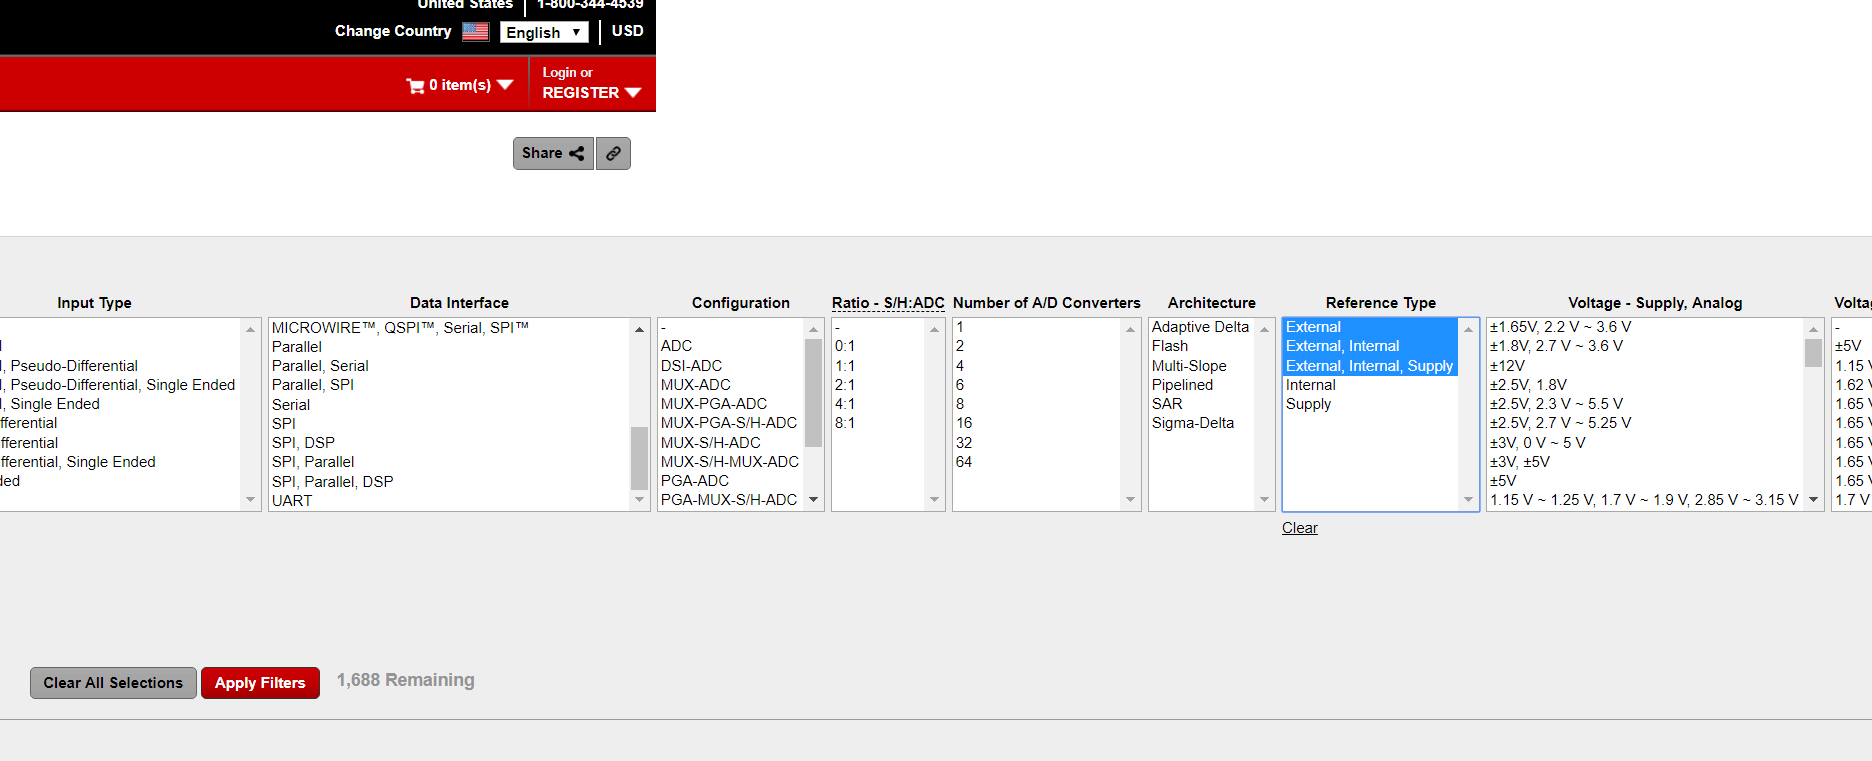 United States 1-800-344-4539
Change Country English ▼ USD
0 item(s)
Login or
REGISTER
Share
Input Type
, Pseudo-Differential
, Pseudo-Differential, Single Ended
, Single Ended
fferential
fferential
fferential, Single Ended
ded
Data Interface
MICROWIRE™, QSPI™, Serial, SPI™
Parallel
Parallel, Serial
Parallel, SPI
Serial
SPI
SPI, DSP
SPI, Parallel
SPI, Parallel, DSP
UART
Configuration
-
ADC
DSI-ADC
MUX-ADC
MUX-PGA-ADC
MUX-PGA-S/H-ADC
MUX-S/H-ADC
MUX-S/H-MUX-ADC
PGA-ADC
PGA-MUX-S/H-ADC
Ratio - S/H:ADC
-
0:1
1:1
2:1
4:1
8:1
Number of A/D Converters
1
2
4
6
8
16
32
64
Architecture
Adaptive Delta
Flash
Multi-Slope
Pipelined
SAR
Sigma-Delta
Reference Type
External
External, Internal
External, Internal, Supply
Internal
Supply
Clear
Voltage - Supply, Analog
±1.65V, 2.2 V ~ 3.6 V
±1.8V, 2.7 V ~ 3.6 V
±12V
±2.5V, 1.8V
±2.5V, 2.3 V ~ 5.5 V
±2.5V, 2.7 V ~ 5.25 V
±3V, 0 V ~ 5 V
±3V, ±5V
±5V
1.15 V ~ 1.25 V, 1.7 V ~ 1.9 V, 2.85 V ~ 3.15 V
Volta
-
±5V
1.15 V
1.62 V
1.65 V
1.65 V
1.65 V
1.65 V
1.65 V
1.7 V
Clear All Selections Apply Filters 1,688 Remaining